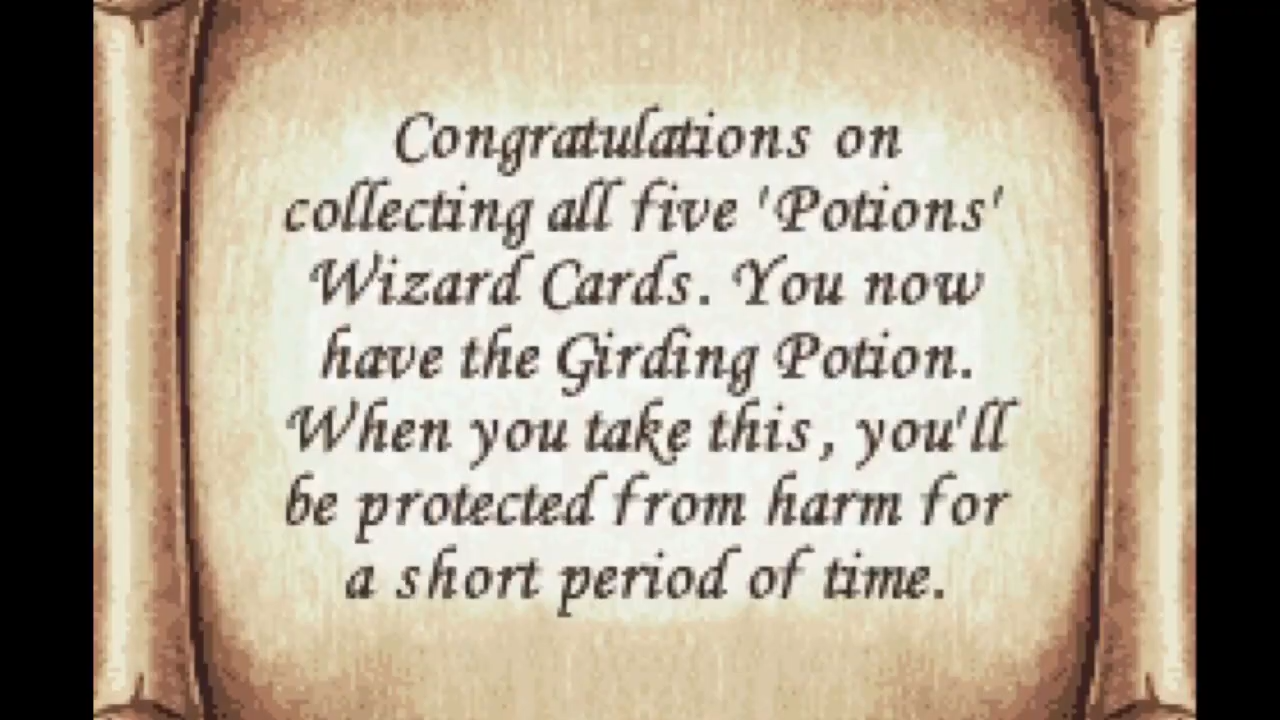 Congratulations on
collecting all five 'Potions'
Wizard Cards. You now
have the Girding Potion.
When you take this, you'll
be protected from harm for
a short period of time.